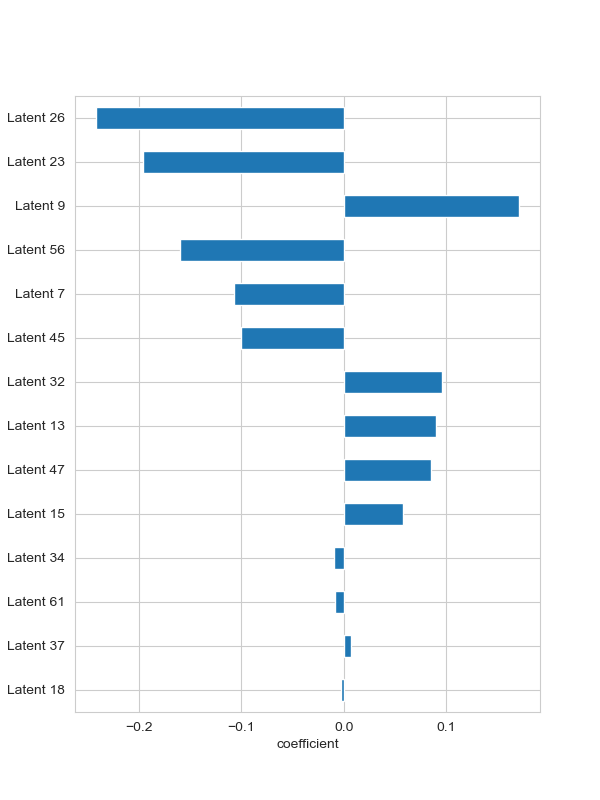 Latent 26
Latent 23
Latent 9
Latent 56
Latent 7
Latent 45
Latent 32
Latent 13
Latent 47
Latent 15
Latent 34
Latent 61
Latent 37
Latent 18
−0.2 −0.1 0.0 0.1
coefficient